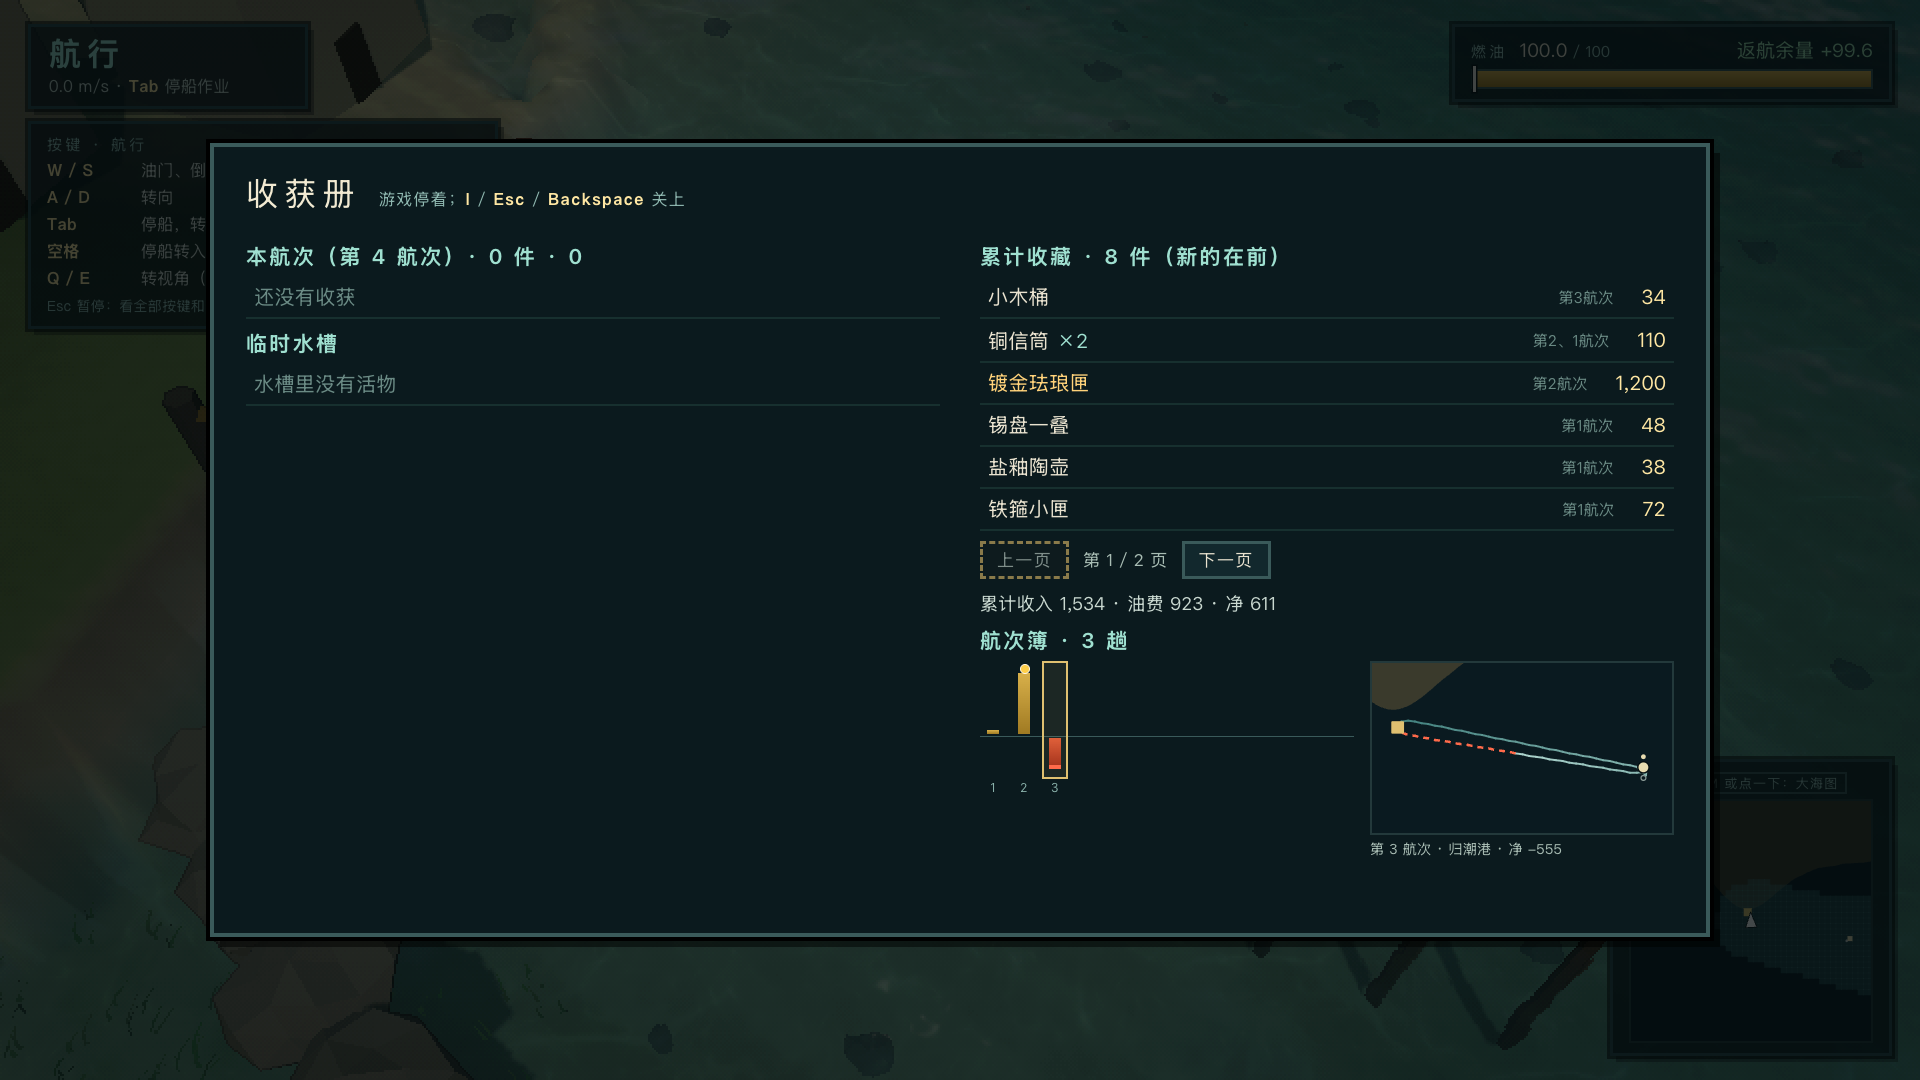 航行
0.0 m/s · Tab 停船作业
燃油 100.0 / 100 返航余量 +99.6
按键 · 航行
W / S 油门、倒
A / D 转向
Tab 停船，转
空格 停船转入
Q / E 转视角（
Esc 暂停：看全部按键和
收获册 游戏停着；I / Esc / Backspace 关上
本航次（第 4 航次）· 0 件 · 0
还没有收获
临时水槽
水槽里没有活物
累计收藏 · 8 件（新的在前）
小木桶 第3航次 34
铜信筒 ×2 第2、1航次 110
镀金珐琅匣 第2航次 1,200
锡盘一叠 第1航次 48
盐釉陶壶 第1航次 38
铁箍小匣 第1航次 72
上一页 第 1 / 2 页 下一页
累计收入 1,534 · 油费 923 · 净 611
航次簿 · 3 趟
1 2 3
第 3 航次 · 归潮港 · 净 −555
或点一下：大海图